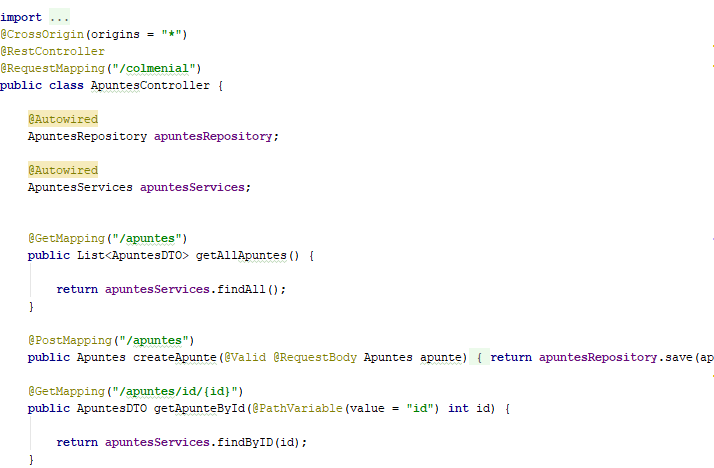 import ...
@CrossOrigin(origins = "*")
@RestController
@RequestMapping("/colmenial")
public class ApuntesController {
@Autowired
ApuntesRepository apuntesRepository;
@Autowired
ApuntesServices apuntesServices;
@GetMapping("/apuntes")
public List<ApuntesDTO> getAllApuntes() {
return apuntesServices.findAll();
}
@PostMapping("/apuntes")
public Apuntes createApunte(@Valid @RequestBody Apuntes apunte) { return apuntesRepository.save(ap
@GetMapping("/apuntes/id/{id}")
public ApuntesDTO getApunteById(@PathVariable(value = "id") int id) {
return apuntesServices.findByID(id);
}